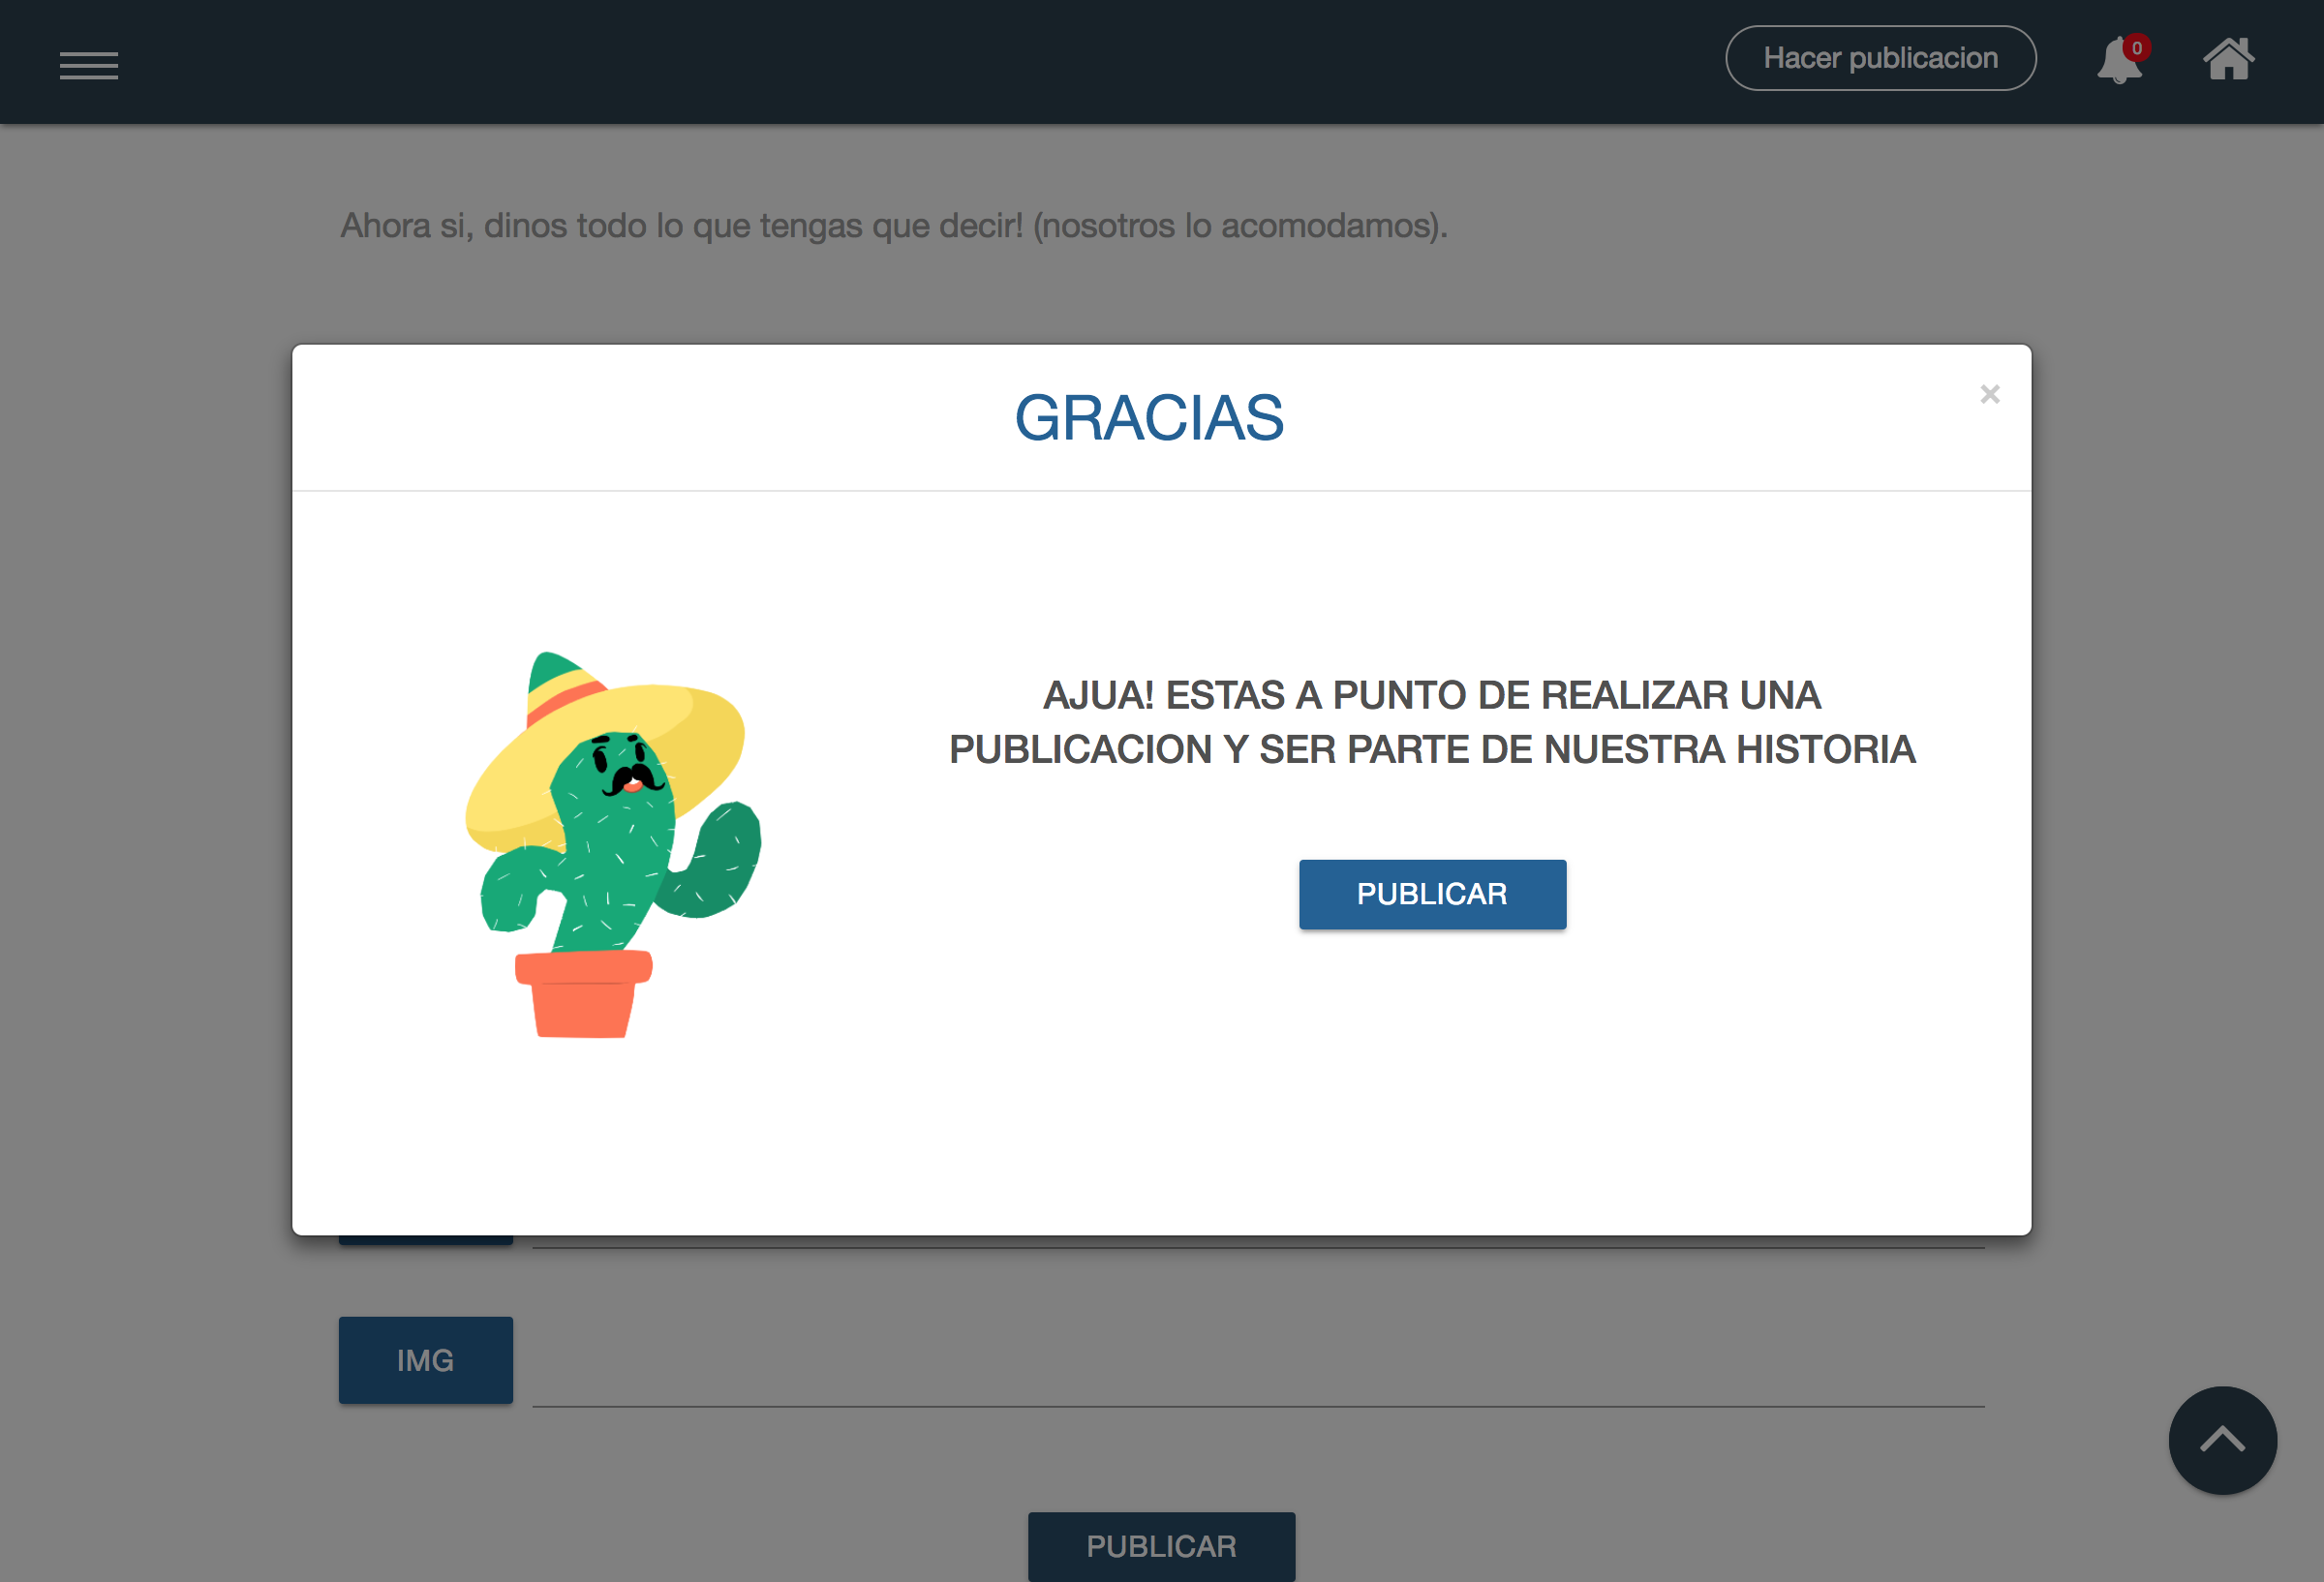 Hacer publicacion
0
Ahora si, dinos todo lo que tengas que decir! (nosotros lo acomodamos).
GRACIAS
×
AJUA! ESTAS A PUNTO DE REALIZAR UNA
PUBLICACION Y SER PARTE DE NUESTRA HISTORIA
PUBLICAR
IMG
PUBLICAR